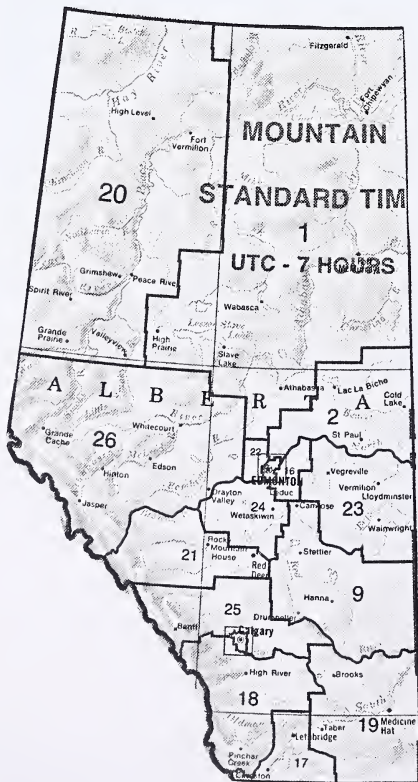 Fitzgerald
Hay River
Fort Chipewyan
High Level
MOUNTAIN
Fort
Vermilion
20
STANDARD TIM
1
UTC - 7 HOURS
Grimshaw
Peace River
Spirit River
Wabasca
Grande
Prairie
Valleyview
High
Prairie
Slave
Lake
Athabasca
Lac La Biche
A L B E R T A
2
Cold
Lake
Whitecourt
St Paul
Grande
Cache
26
22
16
Vegreville
Edson
EDMONTON
Hinton
Leduc
Vermilion
Lloydminster
Drayton
Valley
24
Camrose
23
Jasper
Wetaskiwin
Wainwright
21
Rocky
Mountain
House
Stettler
Red
Deer
9
Hanna
25
Drumheller
Banff
Calgary
High River
Brooks
18
19
Medicine
Hat
Taber
Lethbridge
Pincher
Creek
17
Cardston